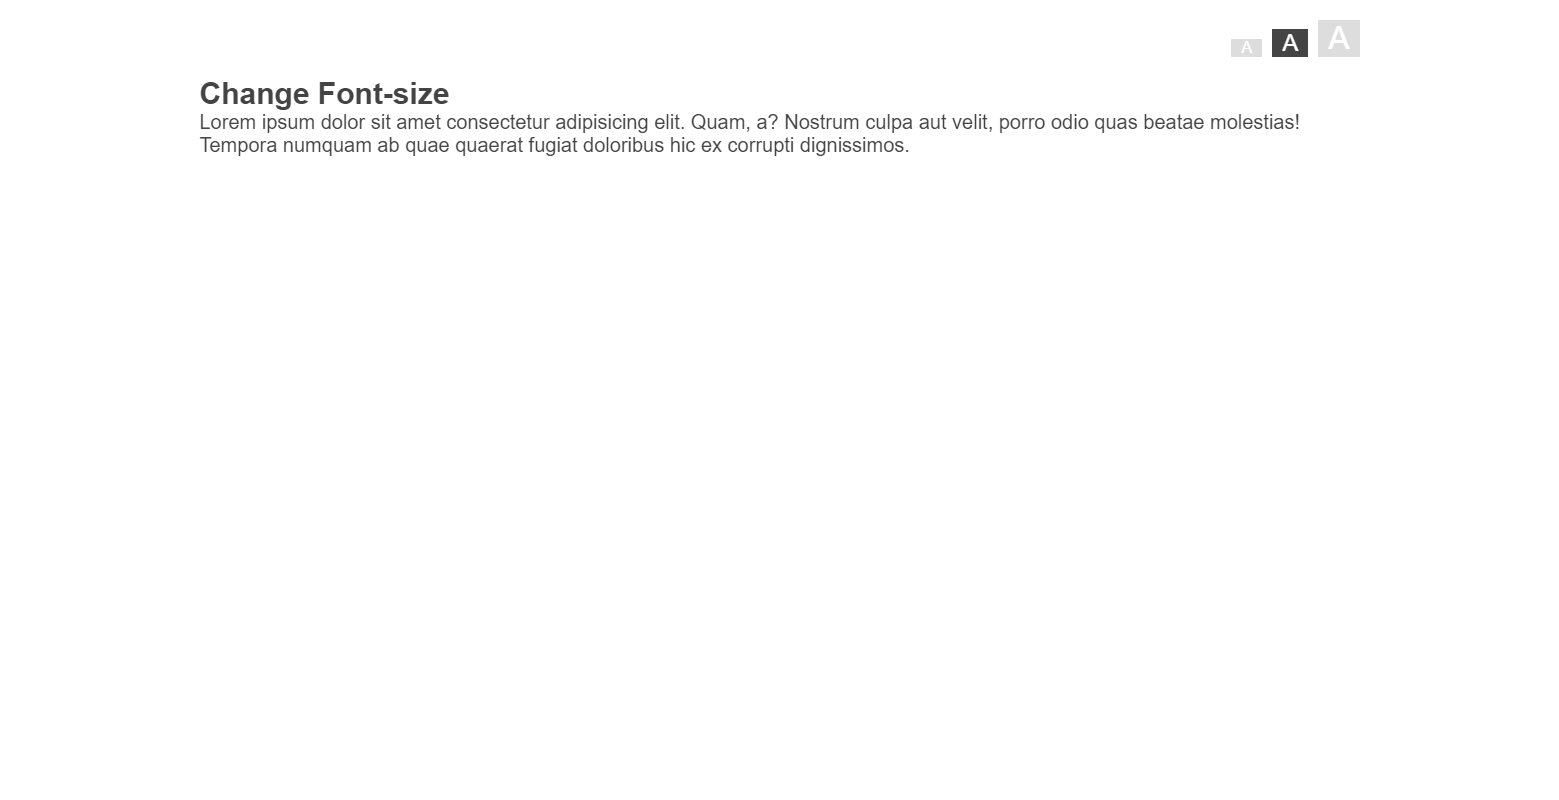 A A A
Change Font-size
Lorem ipsum dolor sit amet consectetur adipisicing elit. Quam, a? Nostrum culpa aut velit, porro odio quas beatae molestias!
Tempora numquam ab quae quaerat fugiat doloribus hic ex corrupti dignissimos.